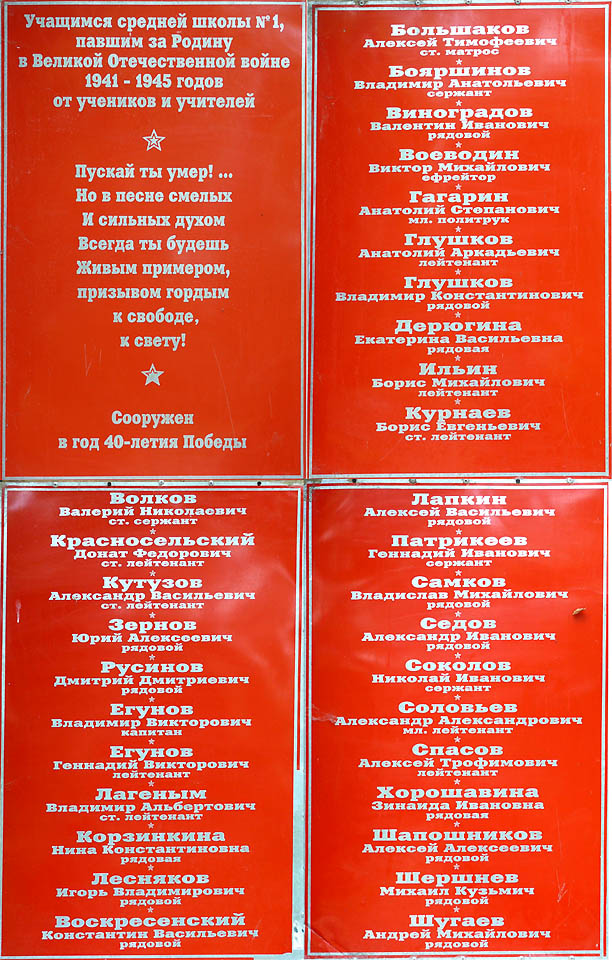 Учащимся средней школы №1,
павшим за Родину
в Великой Отечественной войне
1941 - 1945 годов
от учеников и учителей
Пускай ты умер! ...
Но в песне смелых
И сильных духом
Всегда ты будешь
Живым примером,
призывом гордым
к свободе,
к свету!
Сооружен
в год 40-летия Победы
Большаков
Алексей Тимофеевич
ст. матрос
Бояршинов
Владимир Анатольевич
сержант
Виноградов
Валентин Иванович
рядовой
Воеводин
Виктор Михайлович
ефрейтор
Гагарин
Анатолий Степанович
мл. политрук
Глушков
Анатолий Аркадьевич
лейтенант
Глушков
Владимир Константинович
рядовой
Дерюгина
Екатерина Васильевна
рядовая
Ильин
Борис Михайлович
лейтенант
Курнаев
Борис Евгеньевич
ст. лейтенант
Волков
Валерий Николаевич
ст. сержант
Красносельский
Донат Федорович
ст. лейтенант
Кутузов
Александр Васильевич
ст. лейтенант
Зернов
Юрий Алексеевич
рядовой
Русинов
Дмитрий Дмитриевич
рядовой
Егунов
Владимир Викторович
капитан
Егунов
Геннадий Викторович
лейтенант
Лагеным
Владимир Альбертович
ст. лейтенант
Корзинкина
Нина Константиновна
рядовая
Лесняков
Игорь Владимирович
рядовой
Воскресенский
Константин Васильевич
рядовой
Лапкин
Алексей Васильевич
рядовой
Патрикеев
Геннадий Иванович
сержант
Самков
Владислав Михайлович
рядовой
Седов
Александр Иванович
рядовой
Соколов
Николай Иванович
сержант
Соловьев
Александр Александрович
мл. лейтенант
Спасов
Алексей Трофимович
лейтенант
Хорошавина
Зинаида Ивановна
рядовая
Шапошников
Алексей Алексеевич
рядовой
Шершнев
Михаил Кузьмич
рядовой
Шугаев
Андрей Михайлович
рядовой